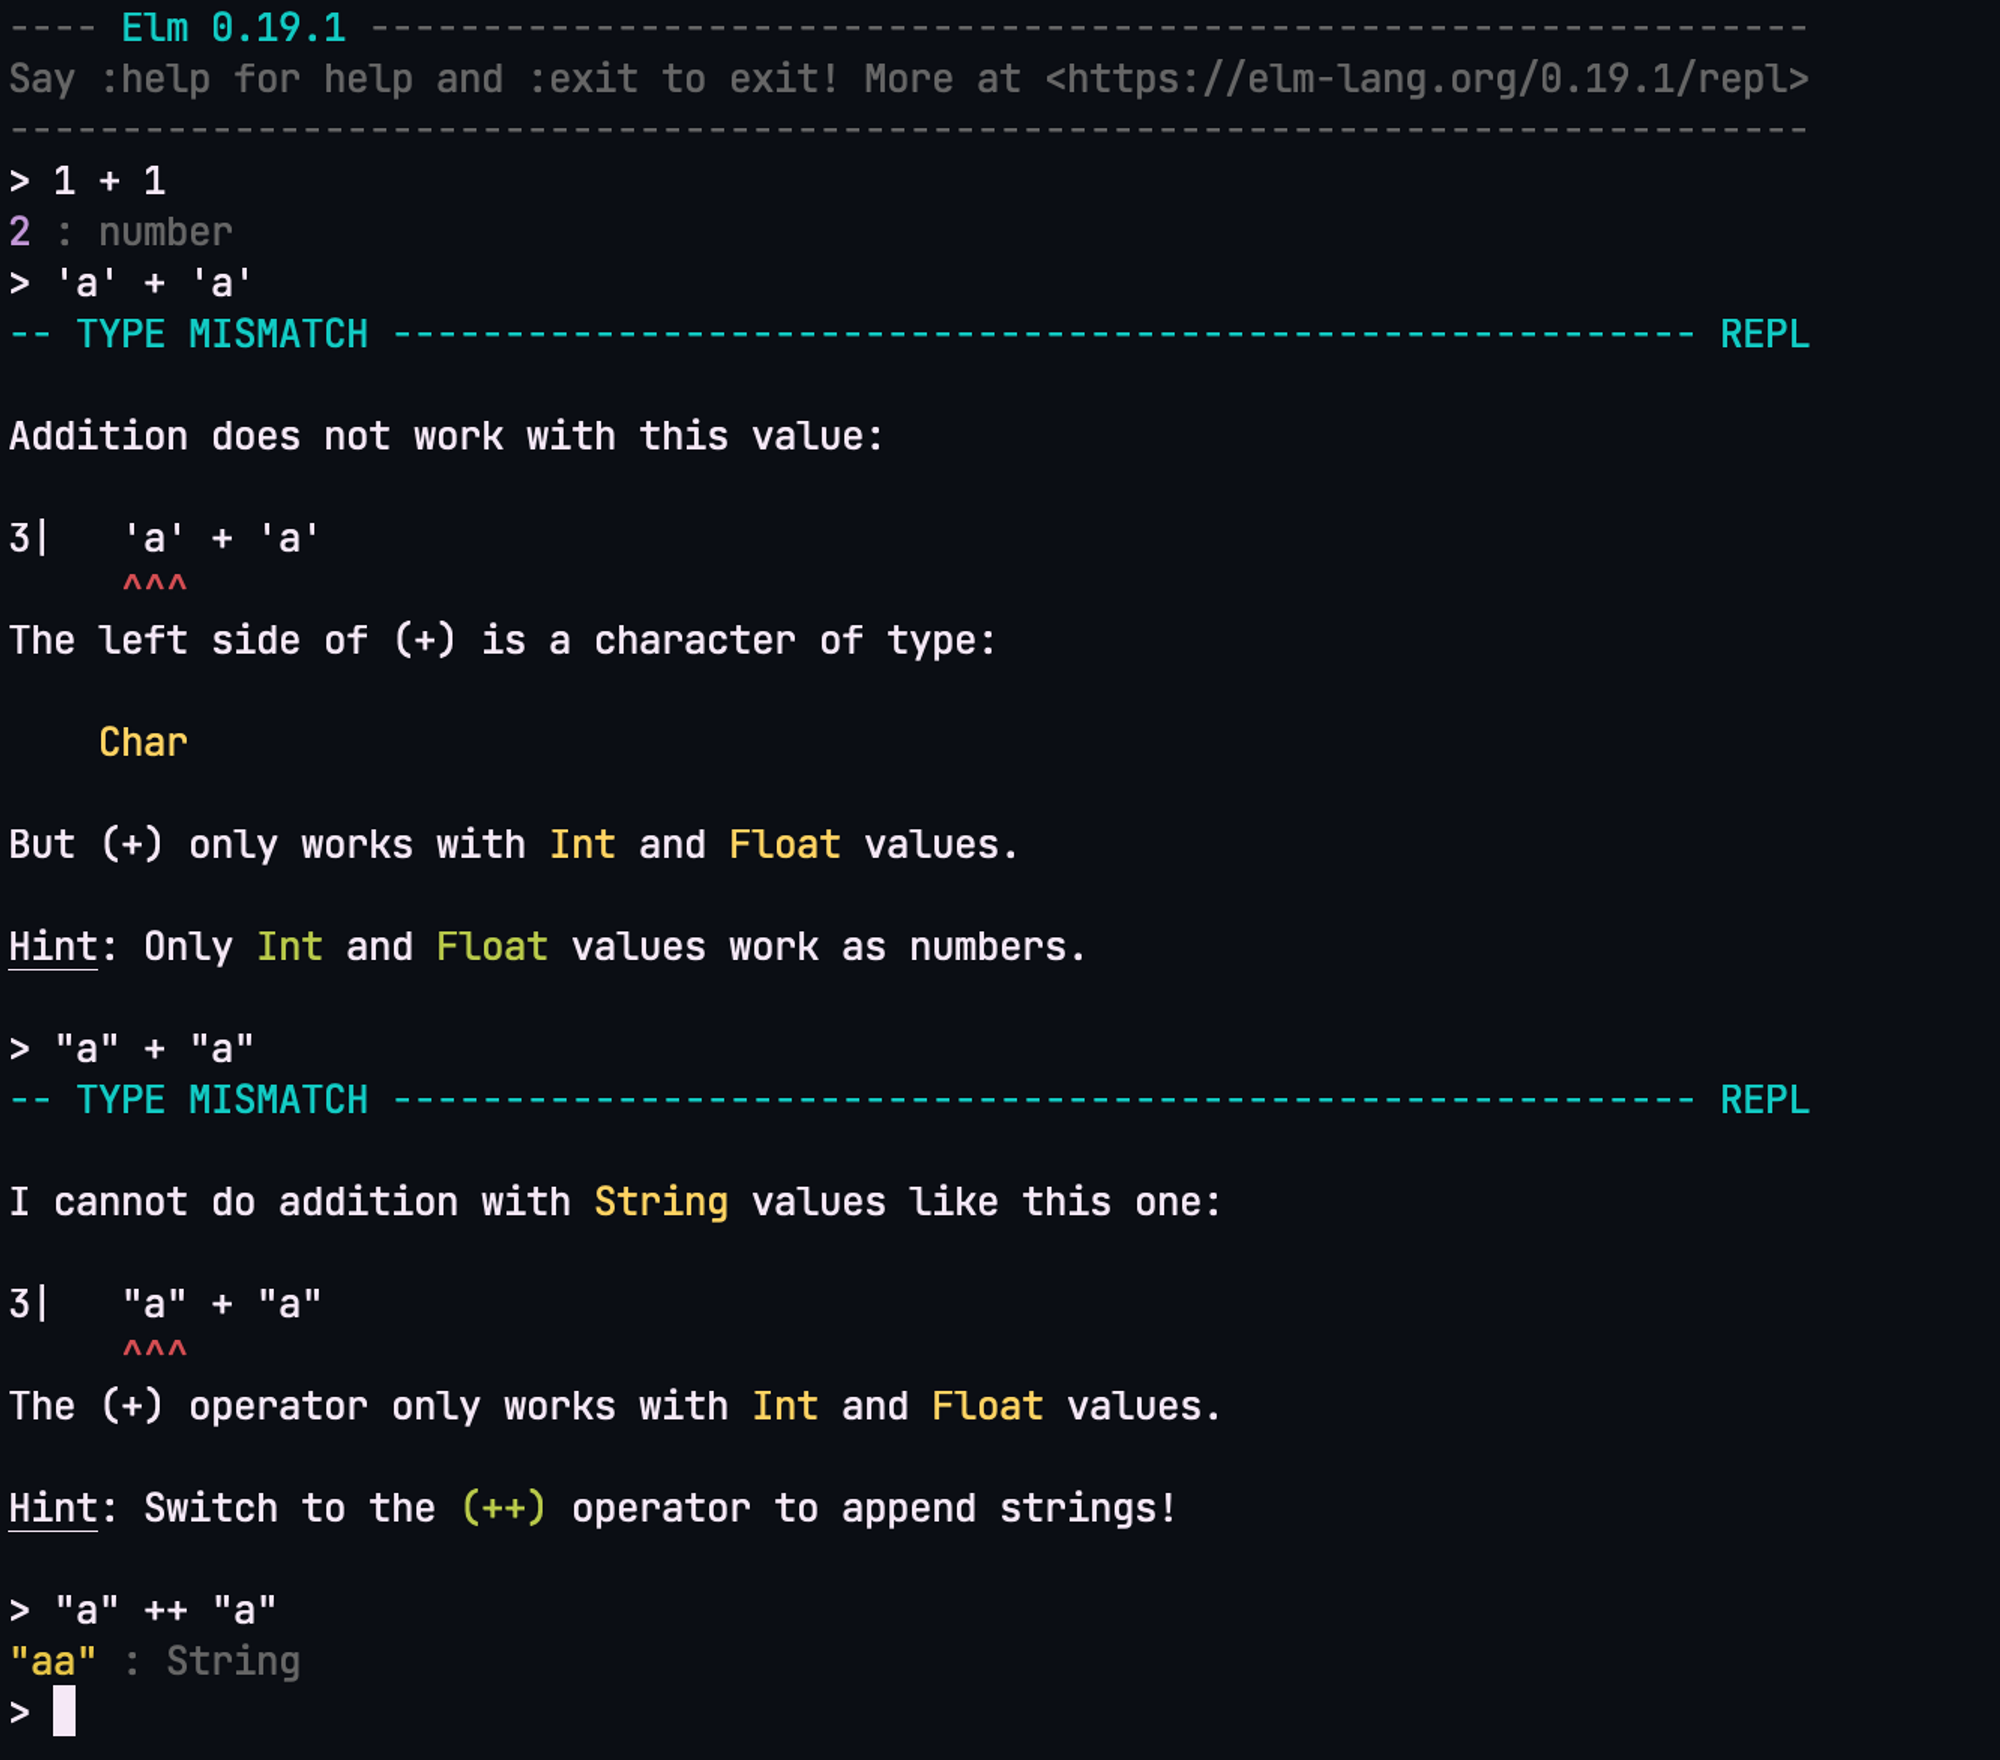 ---- Elm 0.19.1 ----------------------------------------------------------------
Say :help for help and :exit to exit! More at <https://elm-lang.org/0.19.1/repl>
--------------------------------------------------------------------------------
> 1 + 1
2 : number
> 'a' + 'a'
-- TYPE MISMATCH ---------------------------------------------------------- REPL
Addition does not work with this value:
3|   'a' + 'a'
     ^^^
The left side of (+) is a character of type:
    Char
But (+) only works with Int and Float values.
Hint: Only Int and Float values work as numbers.
> "a" + "a"
-- TYPE MISMATCH ---------------------------------------------------------- REPL
I cannot do addition with String values like this one:
3|   "a" + "a"
     ^^^
The (+) operator only works with Int and Float values.
Hint: Switch to the (++) operator to append strings!
> "a" ++ "a"
"aa" : String
>